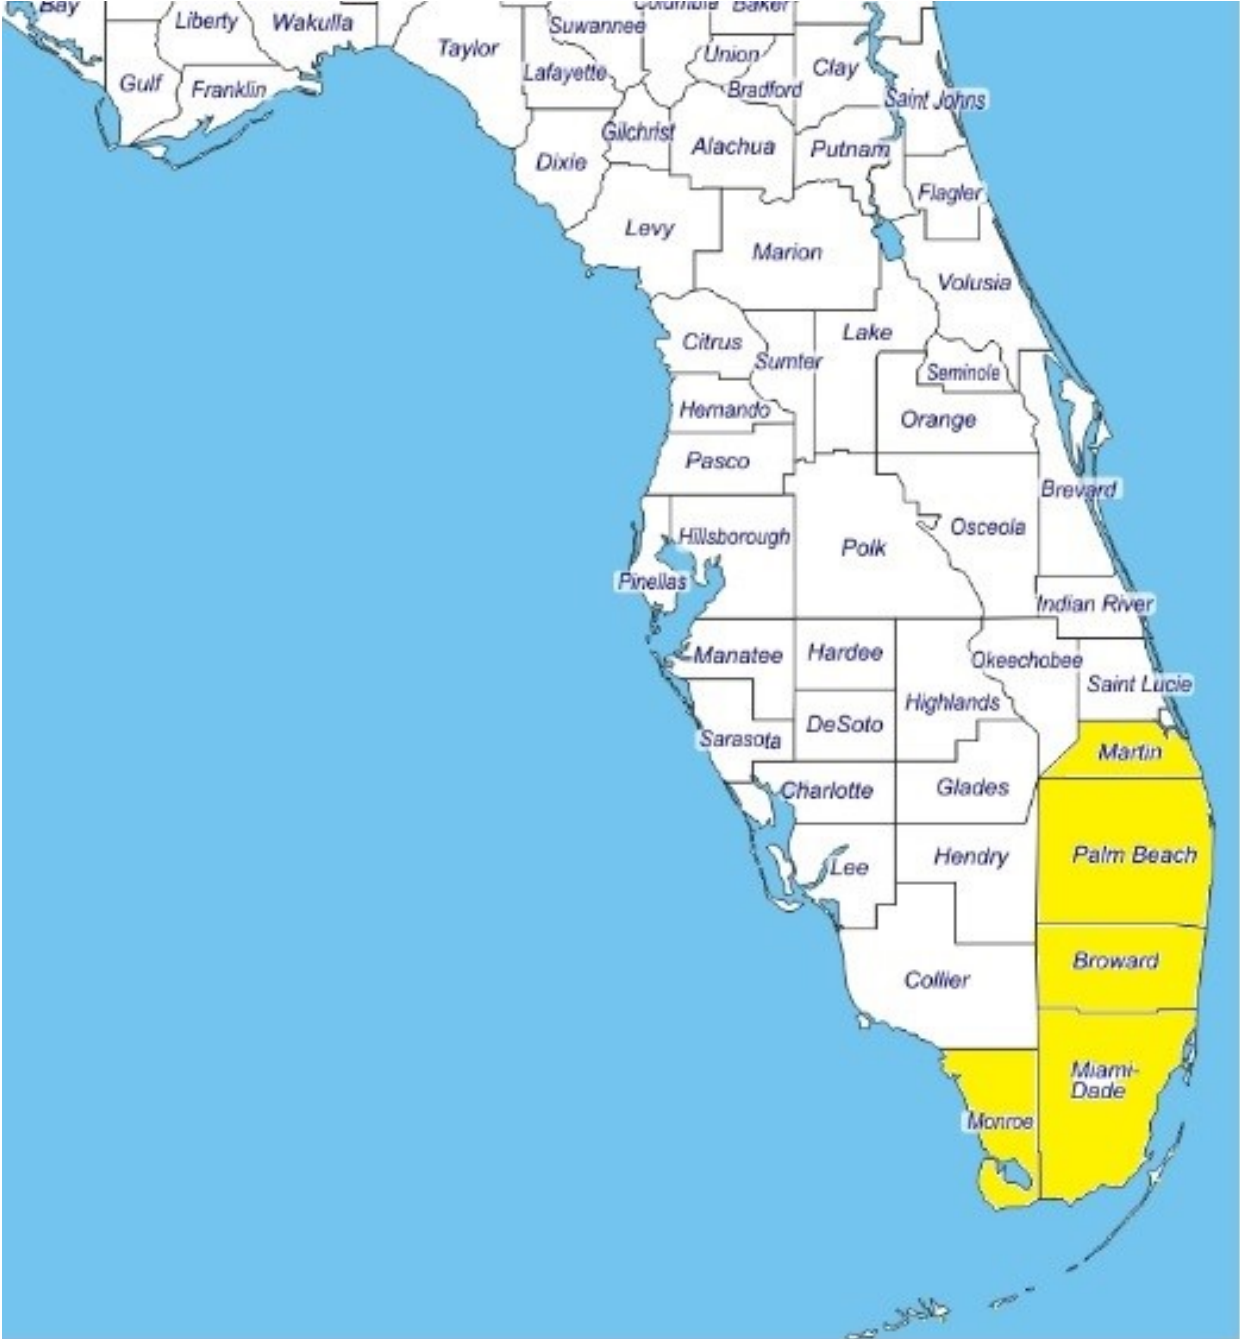 Bay
Liberty
Wakulla
Columbia
Baker
Suwannee
Taylor
Union
Gulf
Franklin
Lafayette
Clay
Bradford
Saint Johns
Gilchrist
Alachua
Putnam
Dixie
Flagler
Levy
Marion
Volusia
Citrus
Lake
Sumter
Seminole
Hernando
Orange
Pasco
Brevard
Hillsborough
Osceola
Polk
Pinellas
Indian River
Manatee
Hardee
Okeechobee
Saint Lucie
Highlands
DeSoto
Sarasota
Martin
Charlotte
Glades
Palm Beach
Hendry
Lee
Broward
Collier
Miami-
Dade
Monroe